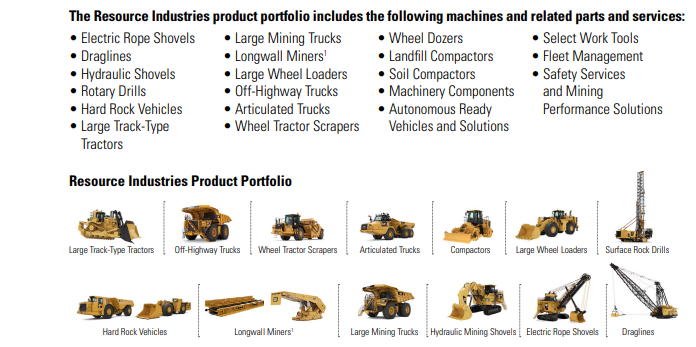 The Resource Industries product portfolio includes the following machines and related parts and services:
• Electric Rope Shovels
• Draglines
• Hydraulic Shovels
• Rotary Drills
• Hard Rock Vehicles
• Large Track-Type
Tractors
• Large Mining Trucks
• Longwall Miners¹
• Large Wheel Loaders
• Off-Highway Trucks
• Articulated Trucks
• Wheel Tractor Scrapers
• Wheel Dozers
• Landfill Compactors
• Soil Compactors
• Machinery Components
• Autonomous Ready
Vehicles and Solutions
• Select Work Tools
• Fleet Management
• Safety Services
and Mining
Performance Solutions
Resource Industries Product Portfolio
Large Track-Type Tractors
Off-Highway Trucks
Wheel Tractor Scrapers
Articulated Trucks
Compactors
Large Wheel Loaders
Surface Rock Drills
Hard Rock Vehicles
Longwall Miners¹
Large Mining Trucks
Hydraulic Mining Shovels
Electric Rope Shovels
Draglines